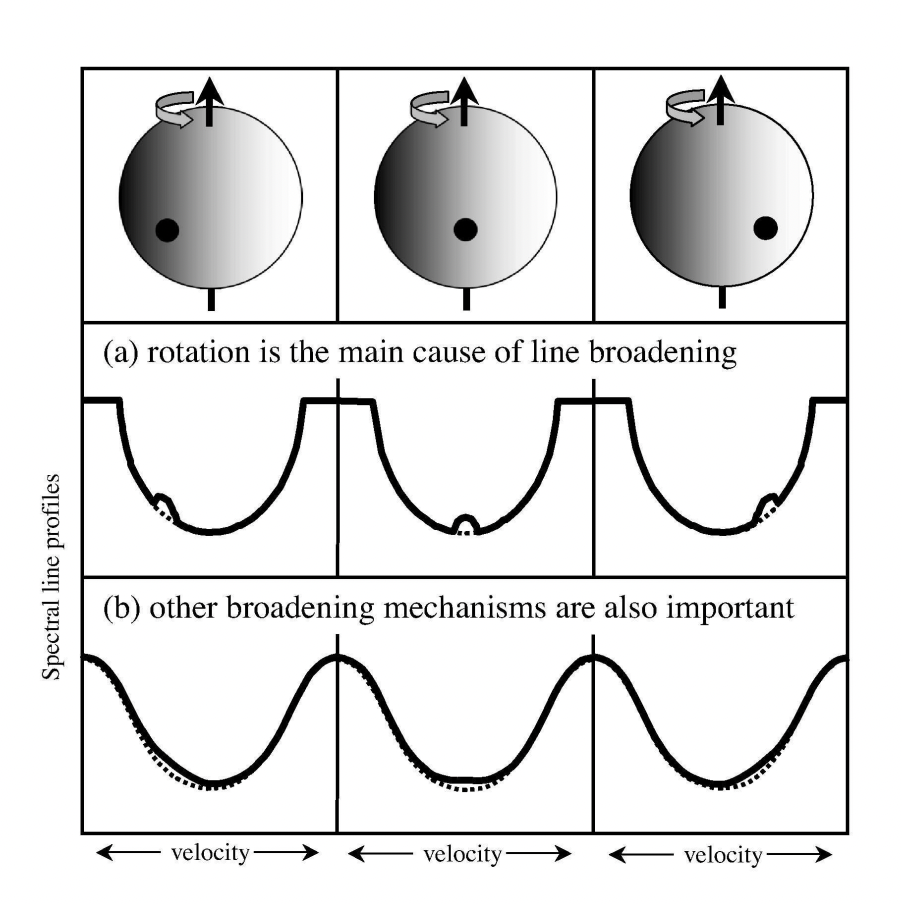 (a) rotation is the main cause of line broadening
Spectral line profiles
(b) other broadening mechanisms are also important
velocity
velocity
velocity